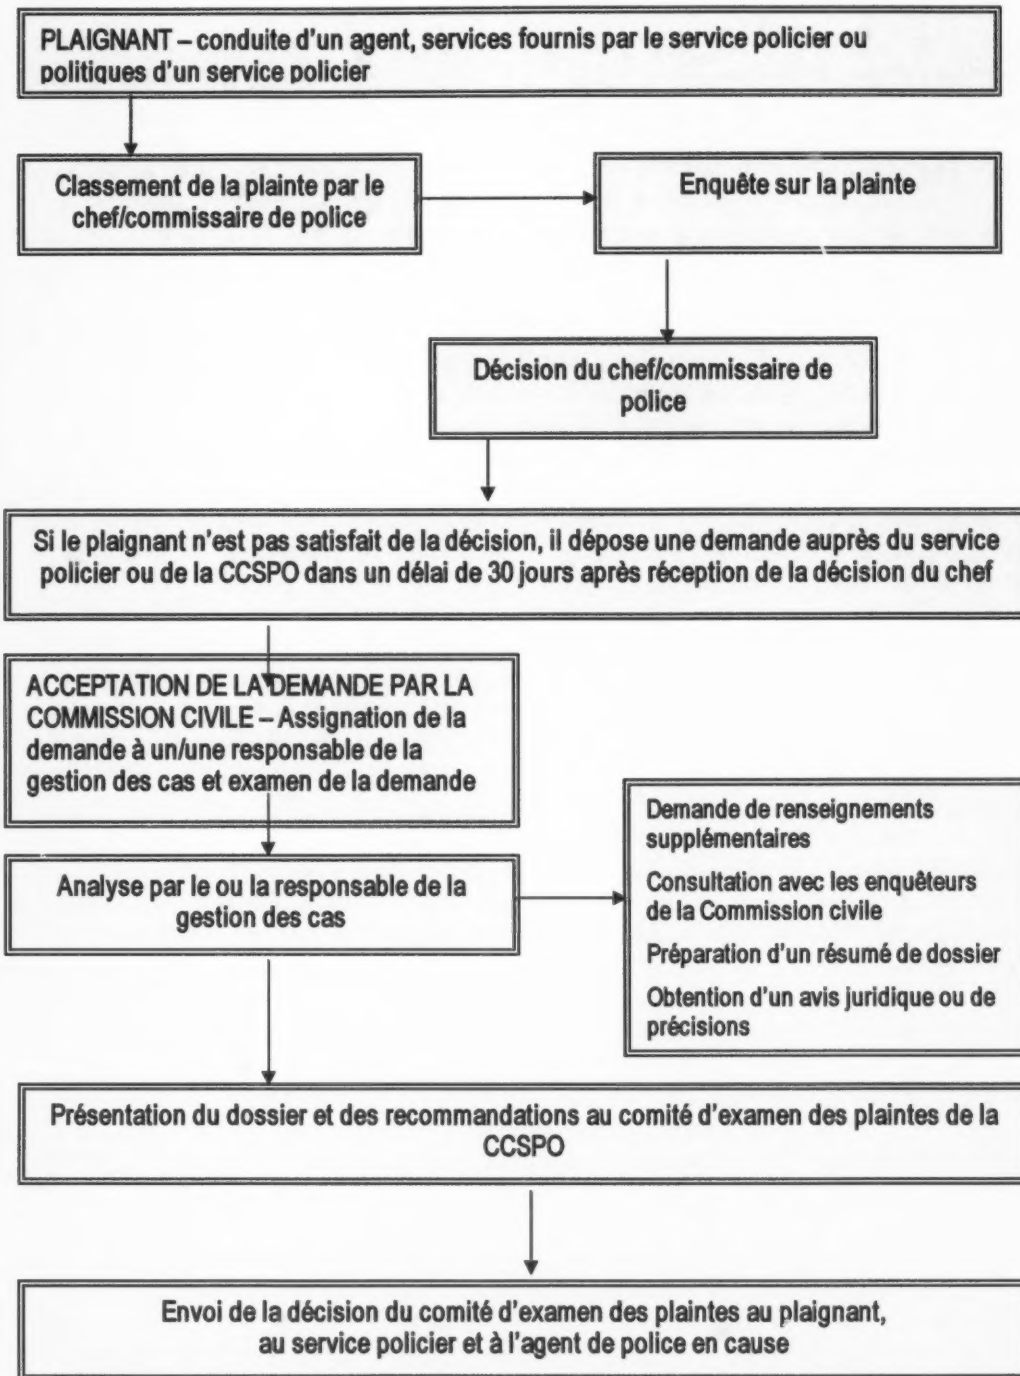 PLAIGNANT – conduite d'un agent, services fournis par le service policier ou
politiques d'un service policier
Classement de la plainte par le
chef/commissaire de police
Enquête sur la plainte
Décision du chef/commissaire de
police
Si le plaignant n'est pas satisfait de la décision, il dépose une demande auprès du service
policier ou de la CCSPO dans un délai de 30 jours après réception de la décision du chef
ACCEPTATION DE LA DEMANDE PAR LA
COMMISSION CIVILE – Assignation de la
demande à un/une responsable de la
gestion des cas et examen de la demande
Analyse par le ou la responsable de la
gestion des cas
Demande de renseignements
supplémentaires
Consultation avec les enquêteurs
de la Commission civile
Préparation d'un résumé de dossier
Obtention d'un avis juridique ou de
précisions
Présentation du dossier et des recommandations au comité d'examen des plaintes de la
CCSPO
Envoi de la décision du comité d'examen des plaintes au plaignant,
au service policier et à l'agent de police en cause